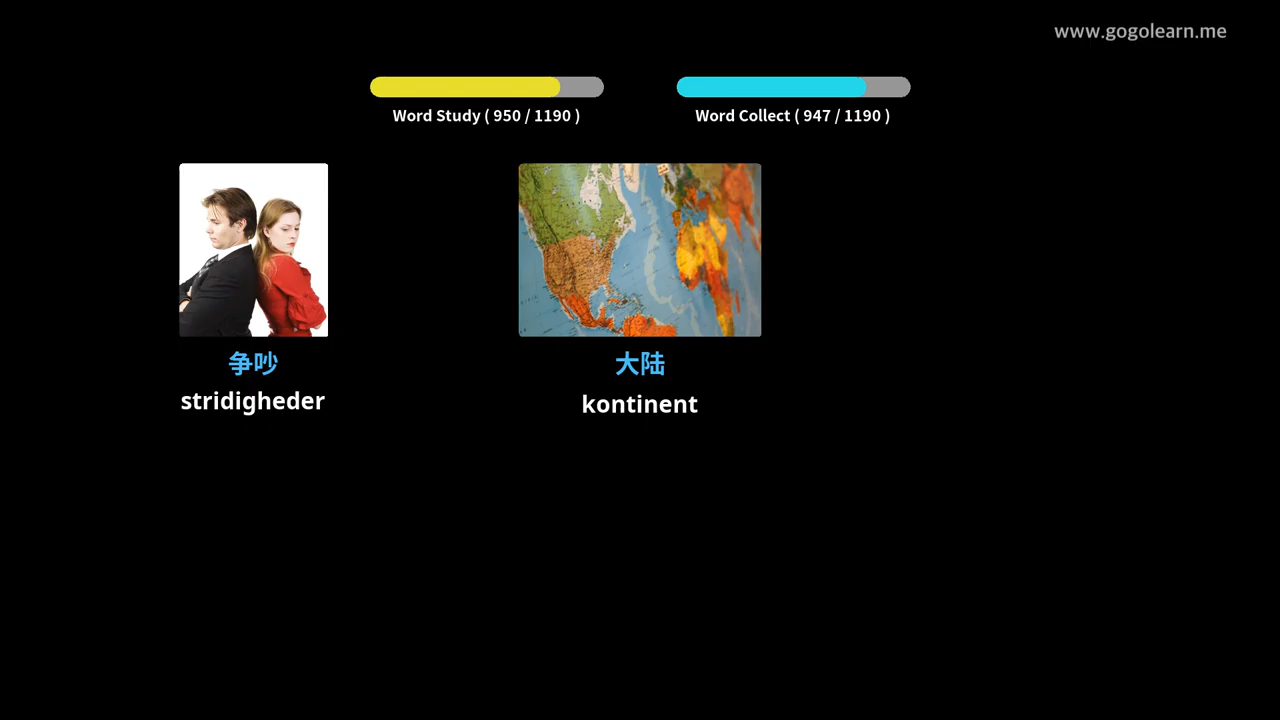 www.gogolearn.me
Word Study ( 950 / 1190 )
Word Collect ( 947 / 1190 )
争吵
stridigheder
大陆
kontinent